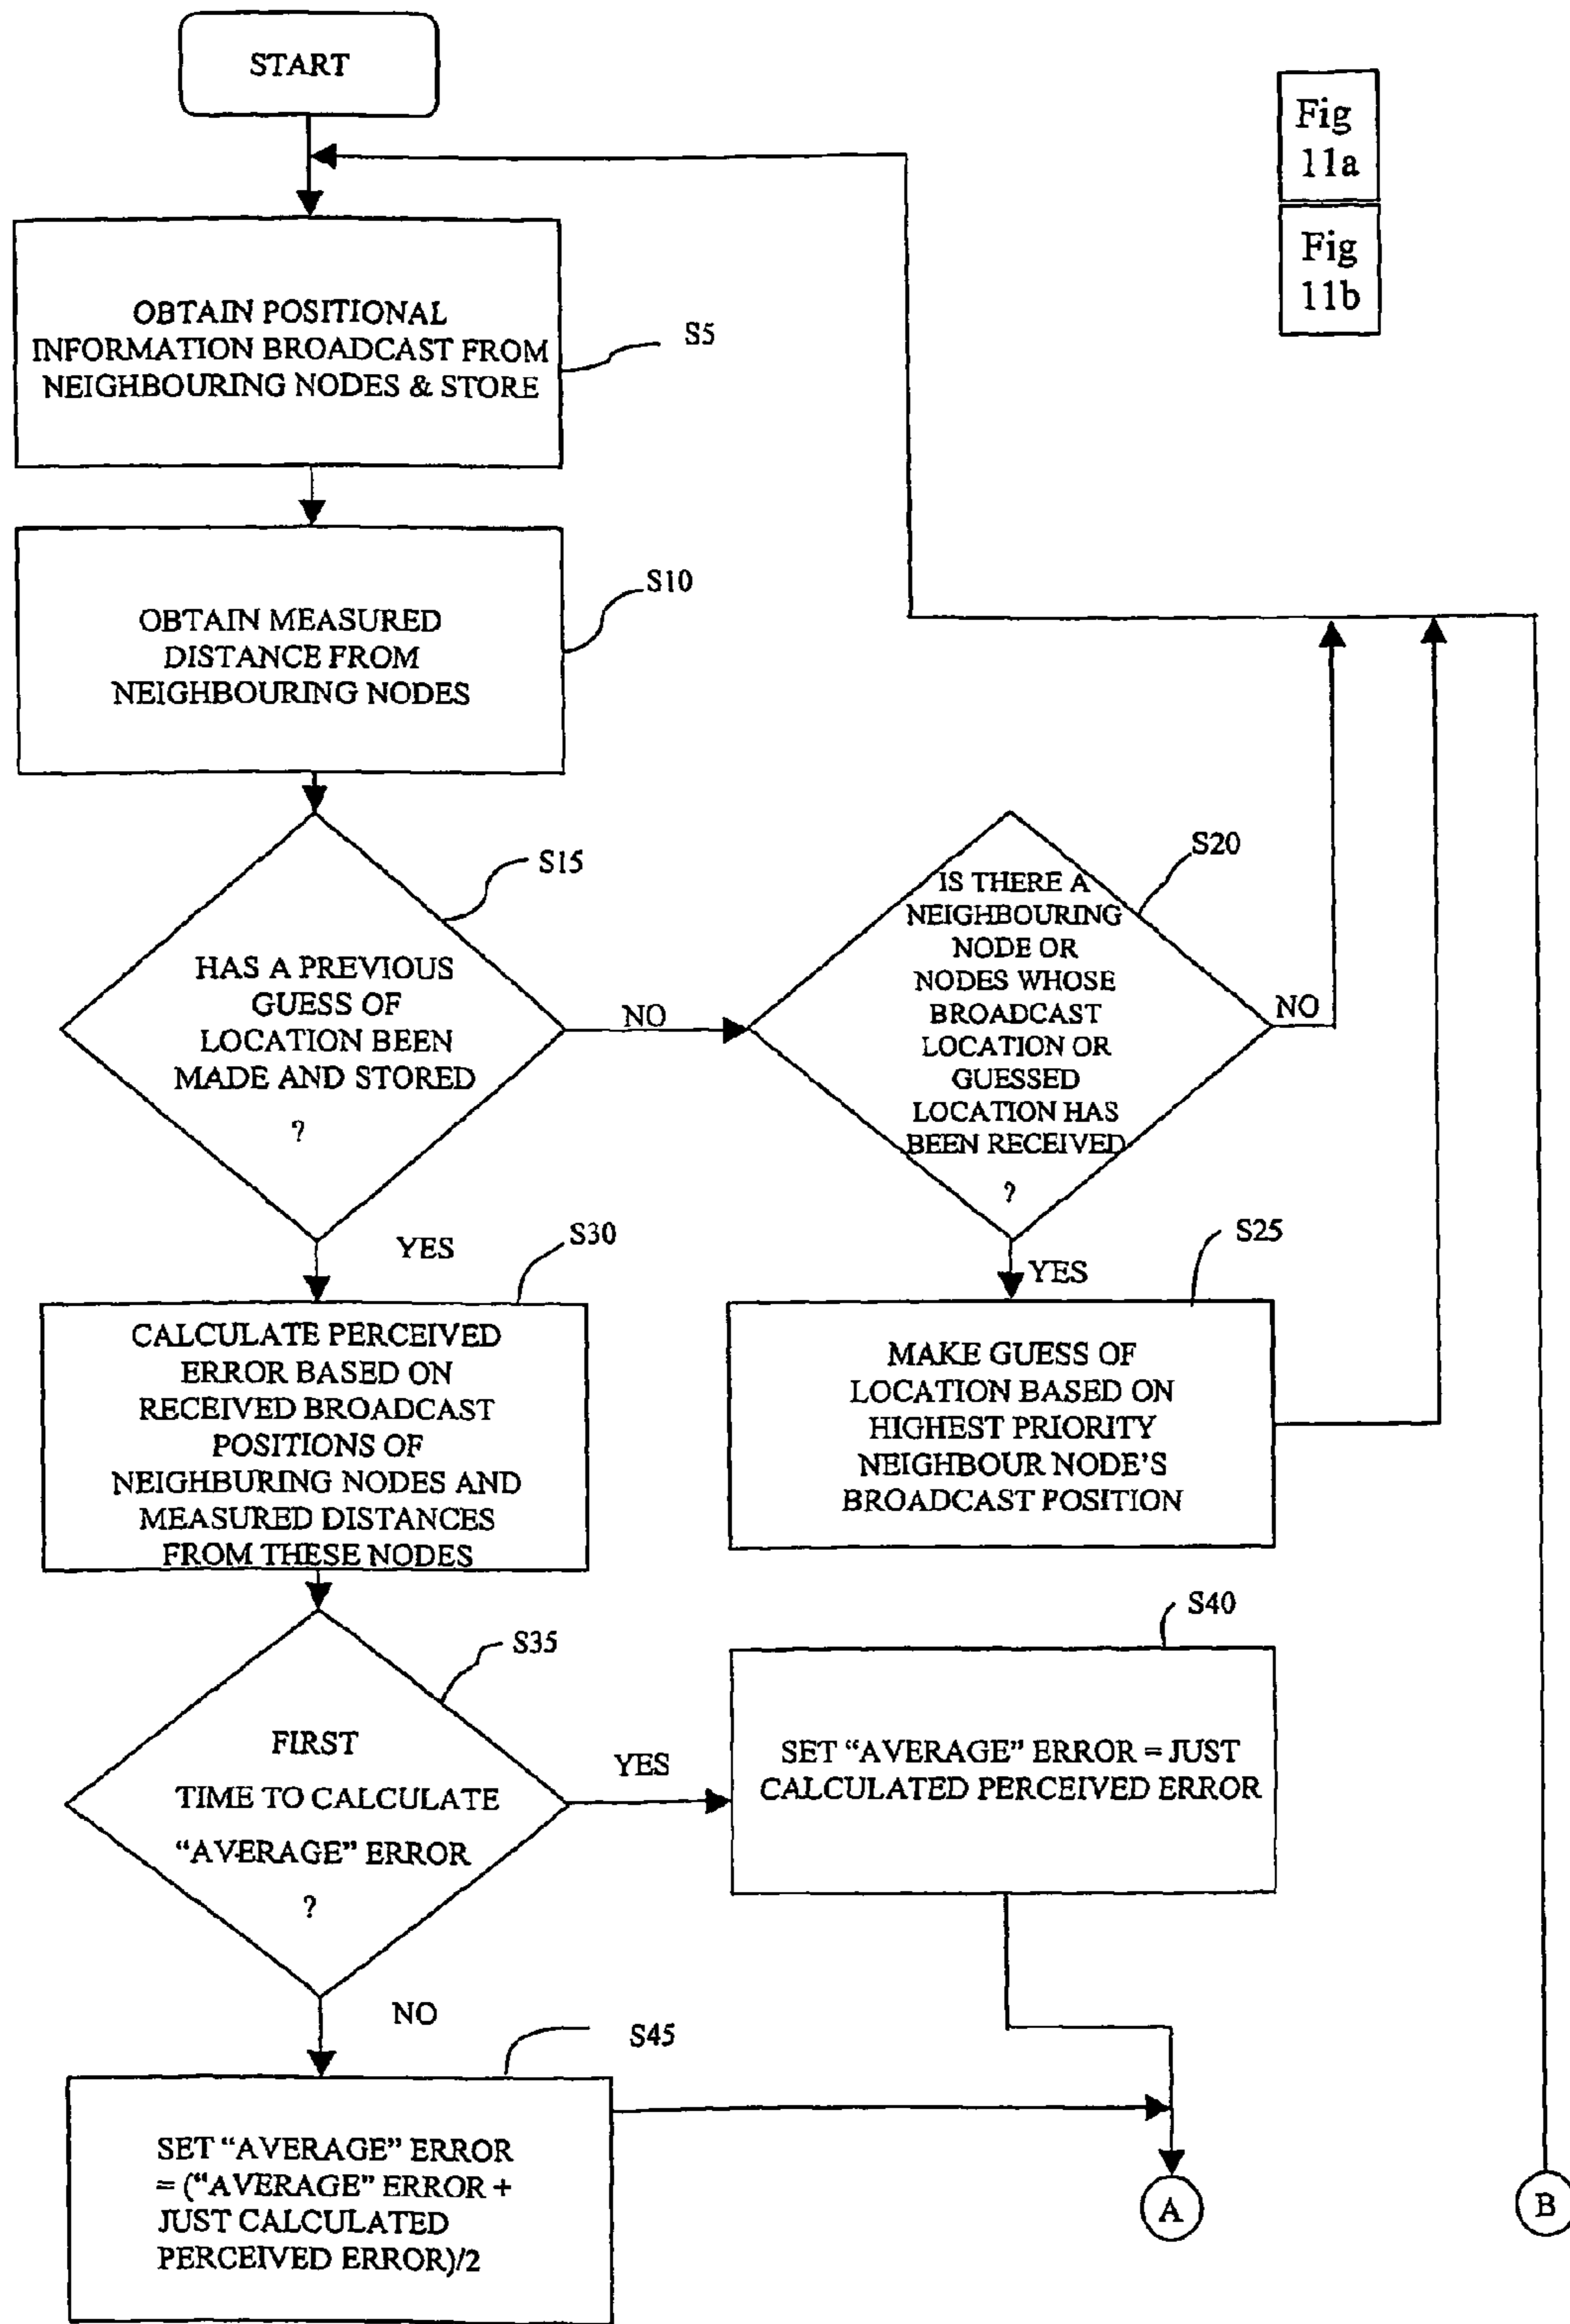 START
Fig
11a
Fig
11b
OBTAIN POSITIONAL
INFORMATION BROADCAST FROM
NEIGHBOURING NODES & STORE
S5
OBTAIN MEASURED
DISTANCE FROM
NEIGHBOURING NODES
S10
HAS A PREVIOUS
GUESS OF
LOCATION BEEN
MADE AND STORED
?
S15
NO
IS THERE A
NEIGHBOURING
NODE OR
NODES WHOSE
BROADCAST
LOCATION OR
GUESSED
LOCATION HAS
BEEN RECEIVED
?
S20
NO
YES
S30
YES
S25
CALCULATE PERCEIVED
ERROR BASED ON
RECEIVED BROADCAST
POSITIONS OF
NEIGHBURING NODES AND
MEASURED DISTANCES
FROM THESE NODES
MAKE GUESS OF
LOCATION BASED ON
HIGHEST PRIORITY
NEIGHBOUR NODE'S
BROADCAST POSITION
S35
FIRST
TIME TO CALCULATE
“AVERAGE” ERROR
?
YES
S40
SET “AVERAGE” ERROR = JUST
CALCULATED PERCEIVED ERROR
NO
S45
SET “AVERAGE” ERROR
= (“AVERAGE” ERROR +
JUST CALCULATED
PERCEIVED ERROR)/2
A
B